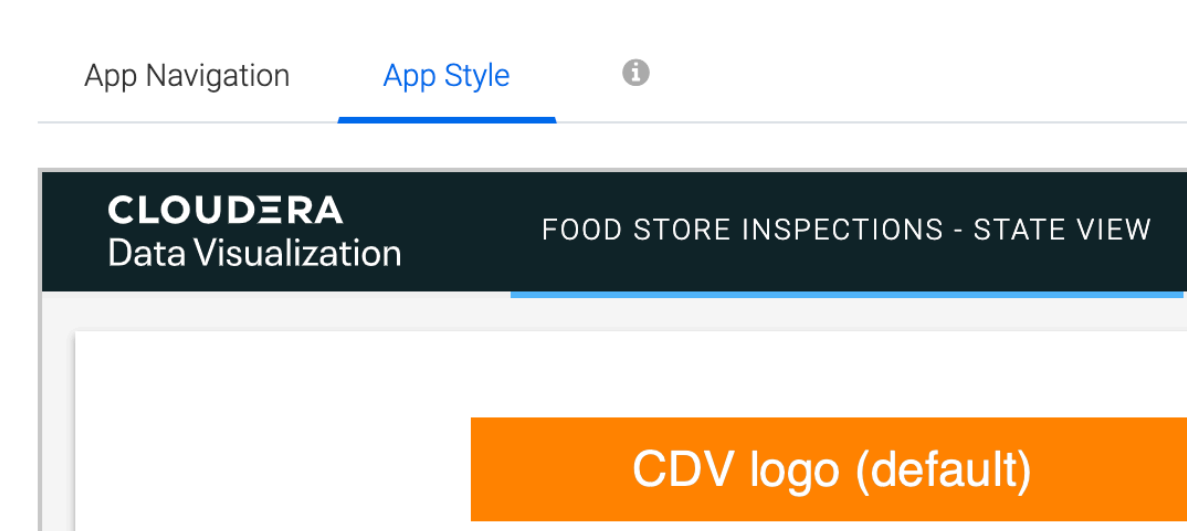 App Navigation App Style
CLOUDERA
Data Visualization
FOOD STORE INSPECTIONS - STATE VIEW
CDV logo (default)